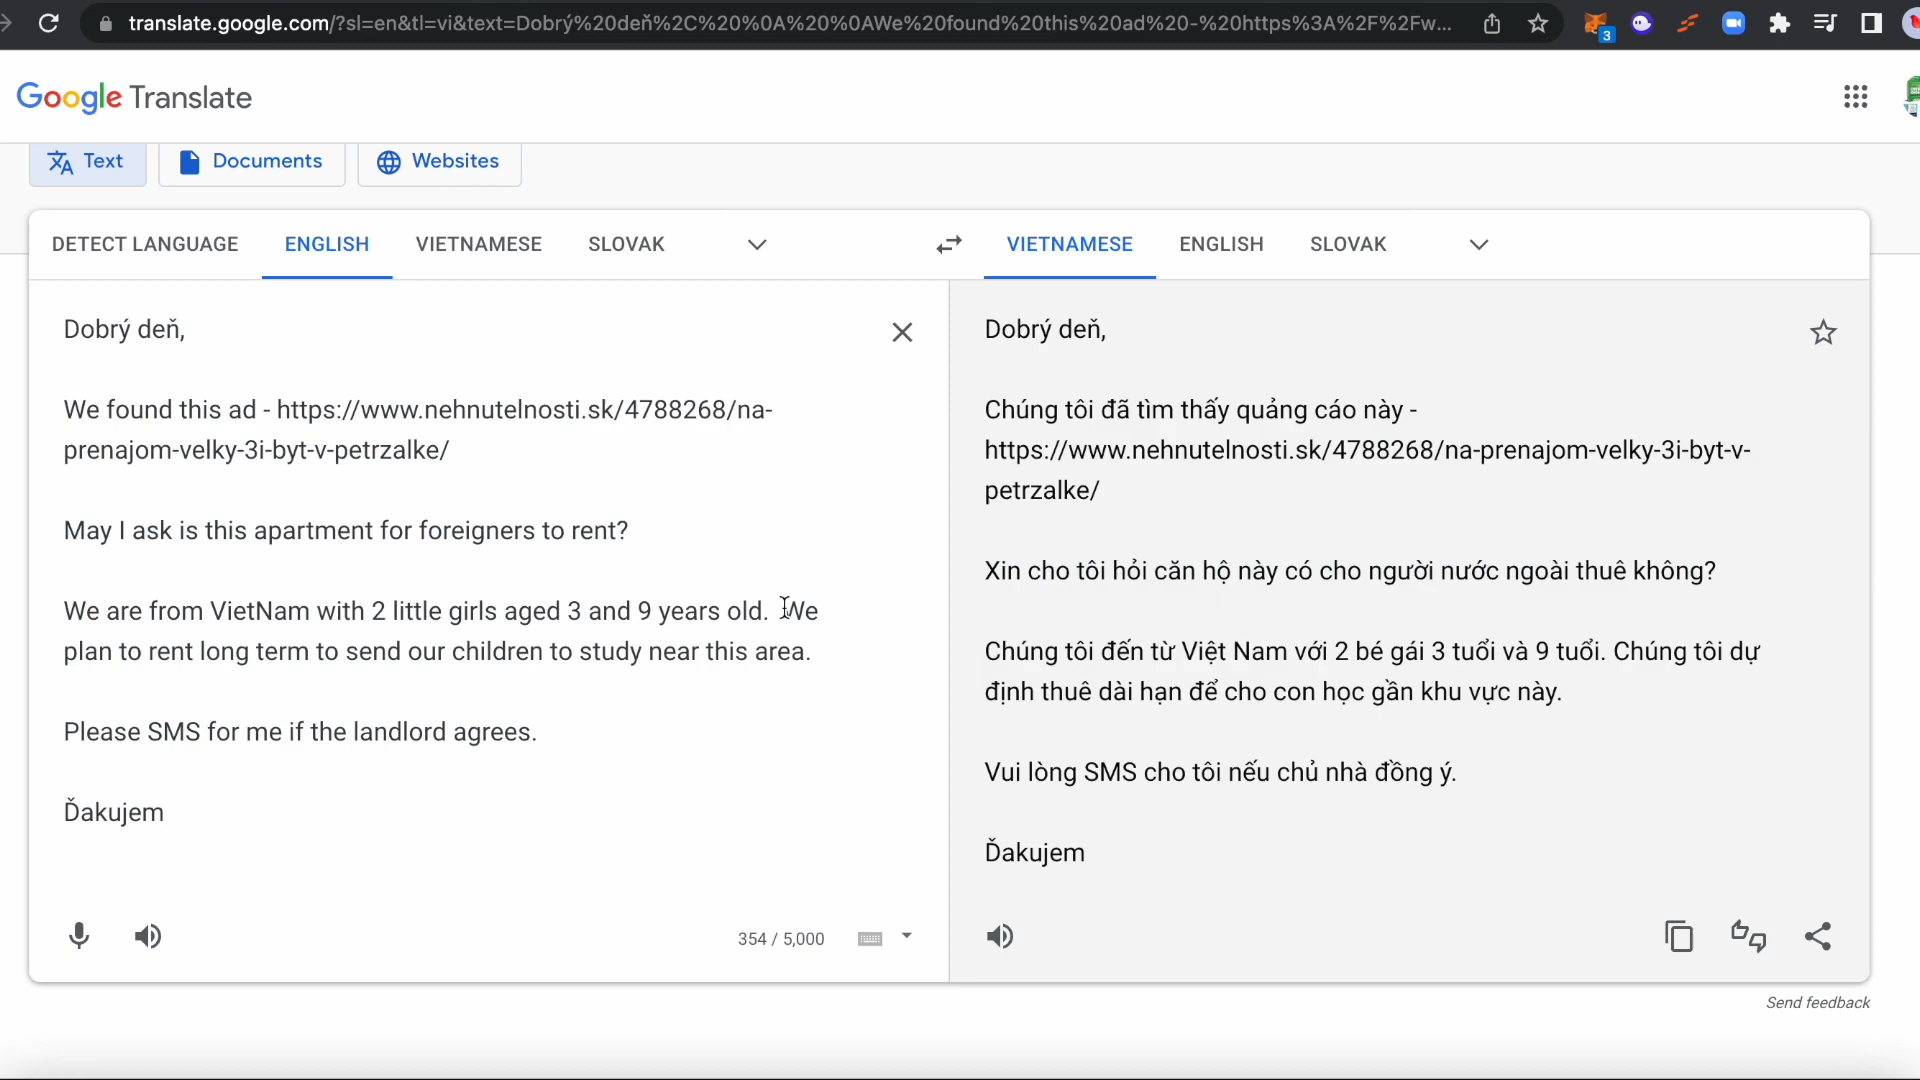 translate.google.com/?sl=en&tl=vi&text=Dobrý%20deň%2C%20%0A%20%0AWe%20found%20this%20ad%20-%20https%3A%2F%2Fw...
3
Google Translate
Text
Documents
Websites
DETECT LANGUAGE
ENGLISH
VIETNAMESE
SLOVAK
VIETNAMESE
ENGLISH
SLOVAK
Dobrý deň,
We found this ad - https://www.nehnutelnosti.sk/4788268/na-
prenajom-velky-3i-byt-v-petrzalke/
May I ask is this apartment for foreigners to rent?
We are from VietNam with 2 little girls aged 3 and 9 years old. We
plan to rent long term to send our children to study near this area.
Please SMS for me if the landlord agrees.
Ďakujem
354 / 5,000
Dobrý deň,
Chúng tôi đã tìm thấy quảng cáo này -
https://www.nehnutelnosti.sk/4788268/na-prenajom-velky-3i-byt-v-
petrzalke/
Xin cho tôi hỏi căn hộ này có cho người nước ngoài thuê không?
Chúng tôi đến từ Việt Nam với 2 bé gái 3 tuổi và 9 tuổi. Chúng tôi dự
định thuê dài hạn để cho con học gần khu vực này.
Vui lòng SMS cho tôi nếu chủ nhà đồng ý.
Ďakujem
Send feedback